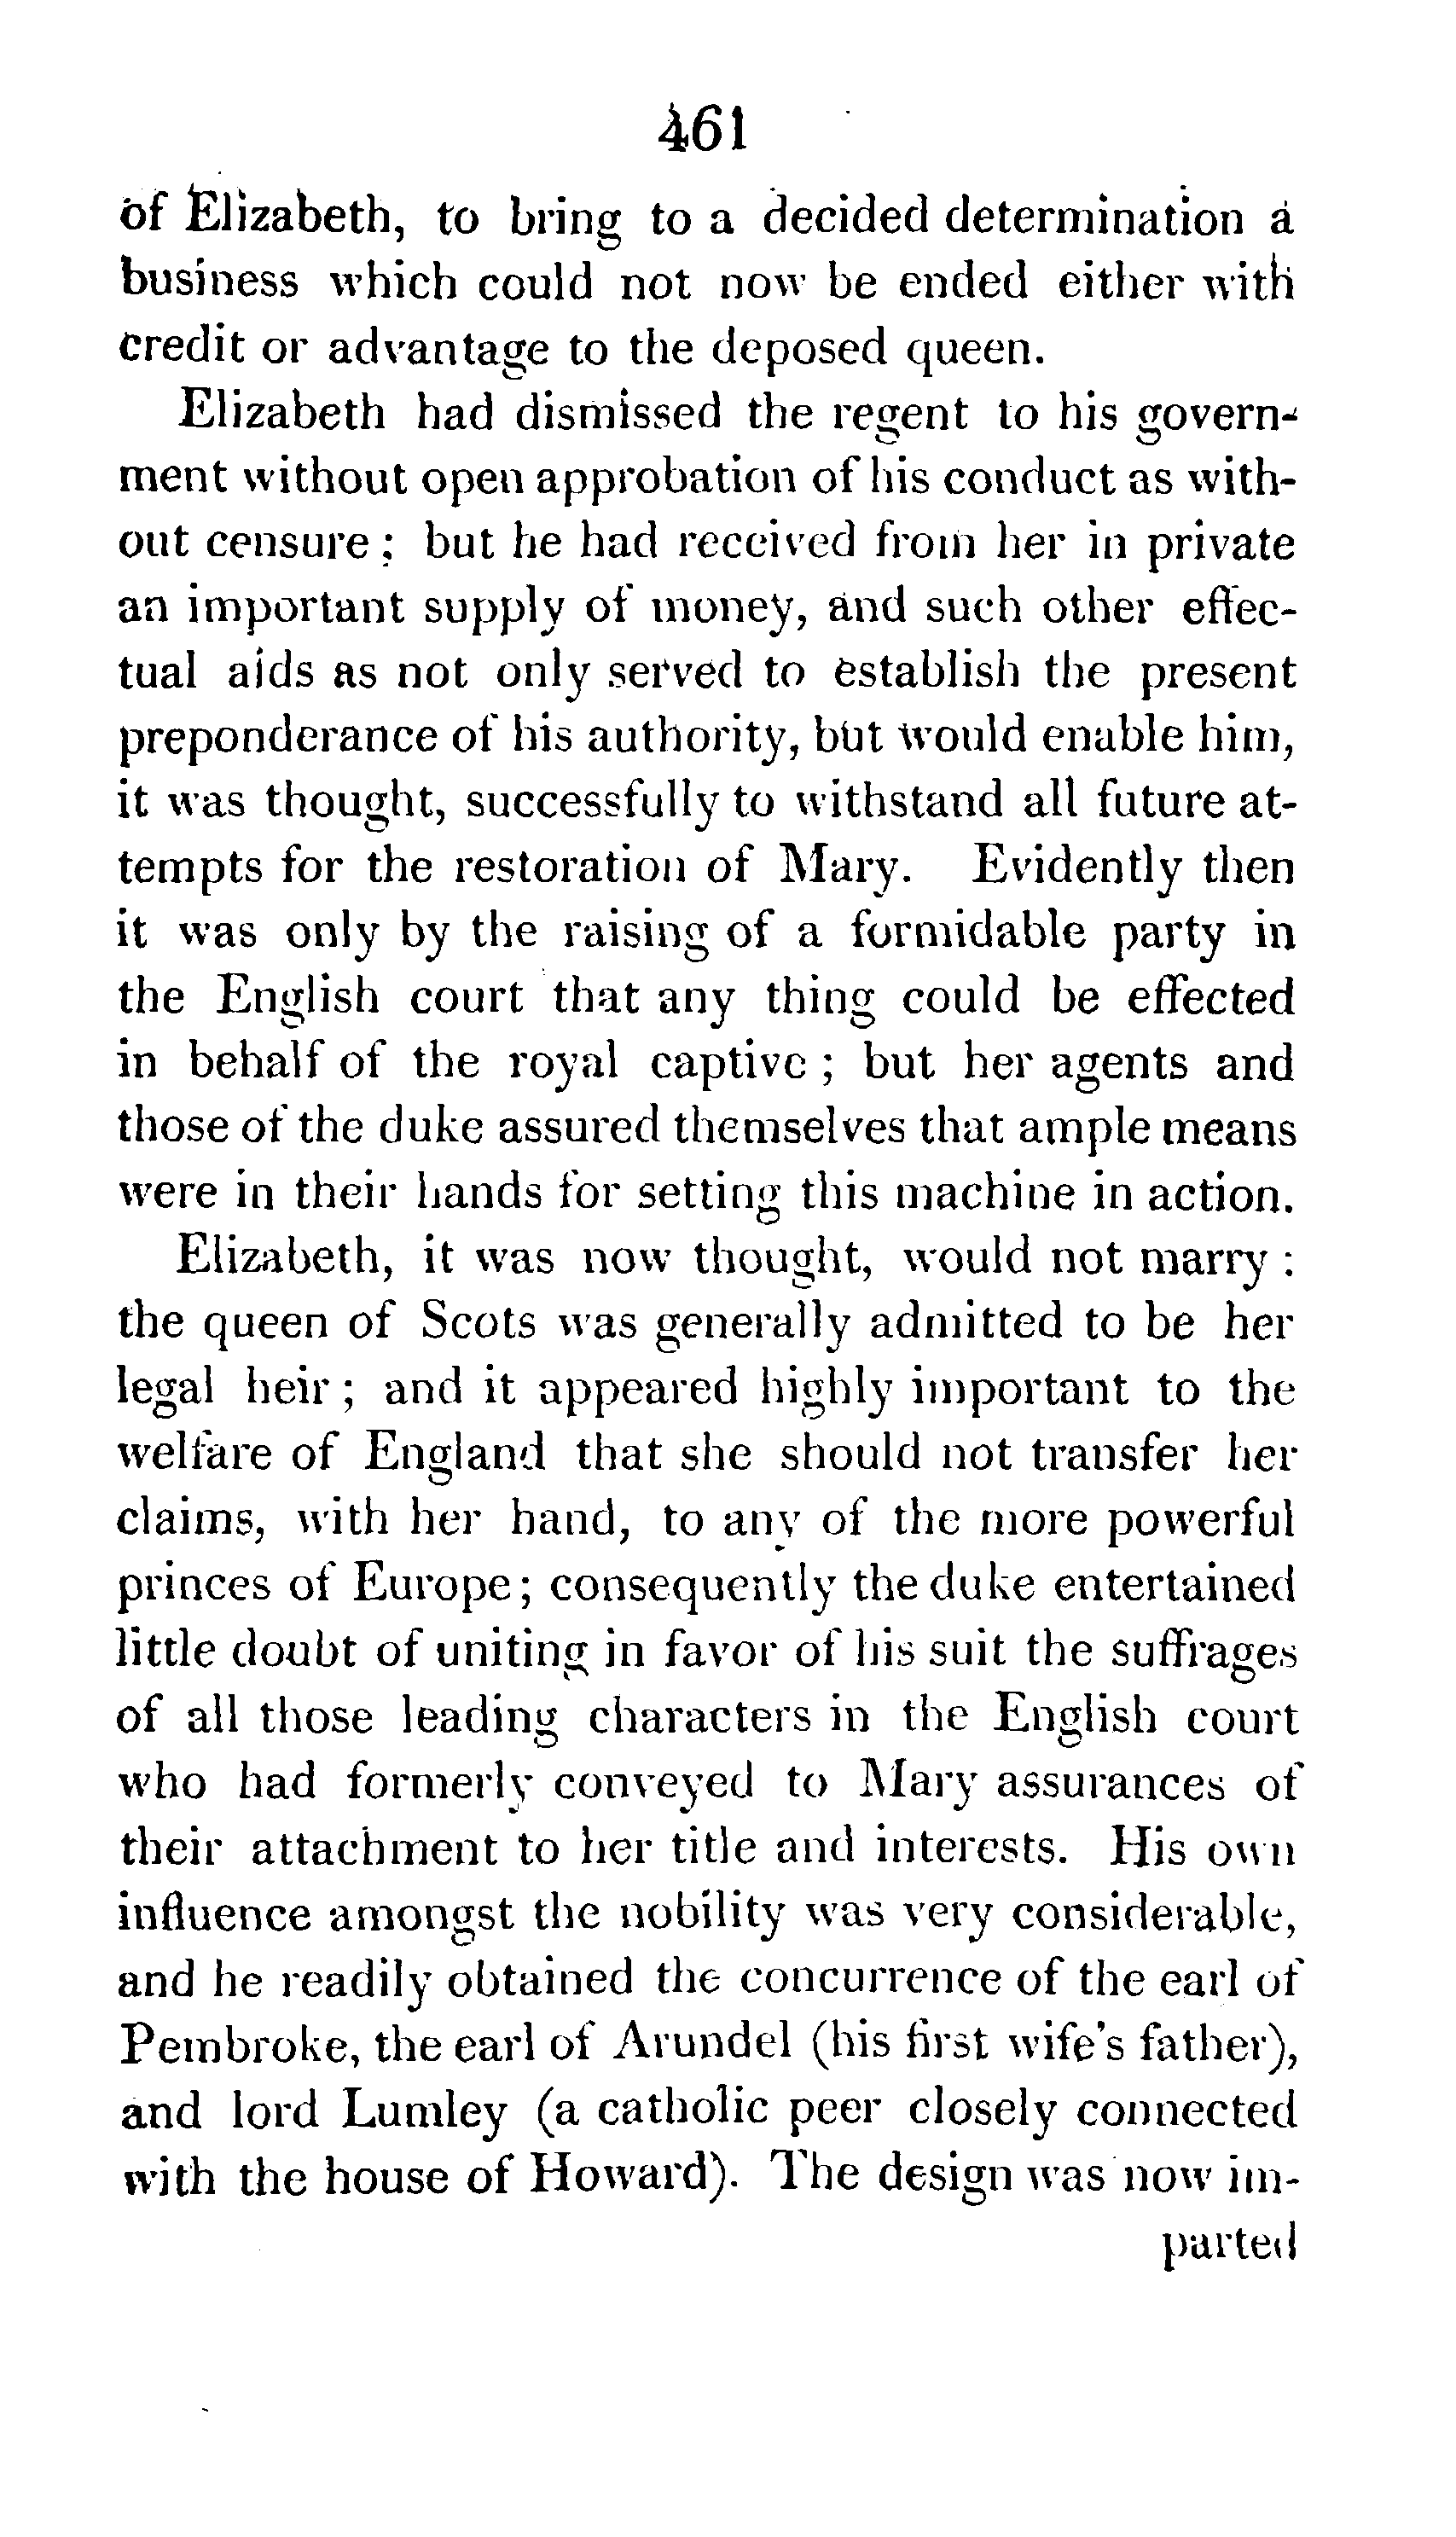 461
of Elizabeth, to bring to a decided determination a
business which could not now be ended either with
credit or advantage to the deposed queen.
Elizabeth had dismissed the regent to his govern-
ment without open approbation of his conduct as with-
out censure; but he had received from her in private
an important supply of money, and such other effec-
tual aids as not only served to establish the present
preponderance of his authority, but would enable him,
it was thought, successfully to withstand all future at-
tempts for the restoration of Mary. Evidently then
it was only by the raising of a formidable party in
the English court that any thing could be effected
in behalf of the royal captive; but her agents and
those of the duke assured themselves that ample means
were in their hands for setting this machine in action.
Elizabeth, it was now thought, would not marry:
the queen of Scots was generally admitted to be her
legal heir; and it appeared highly important to the
welfare of England that she should not transfer her
claims, with her hand, to any of the more powerful
princes of Europe; consequently the duke entertained
little doubt of uniting in favor of his suit the suffrages
of all those leading characters in the English court
who had formerly conveyed to Mary assurances of
their attachment to her title and interests. His own
influence amongst the nobility was very considerable,
and he readily obtained the concurrence of the earl of
Pembroke, the earl of Arundel (his first wife's father),
and lord Lumley (a catholic peer closely connected
with the house of Howard). The design was now im-
parted